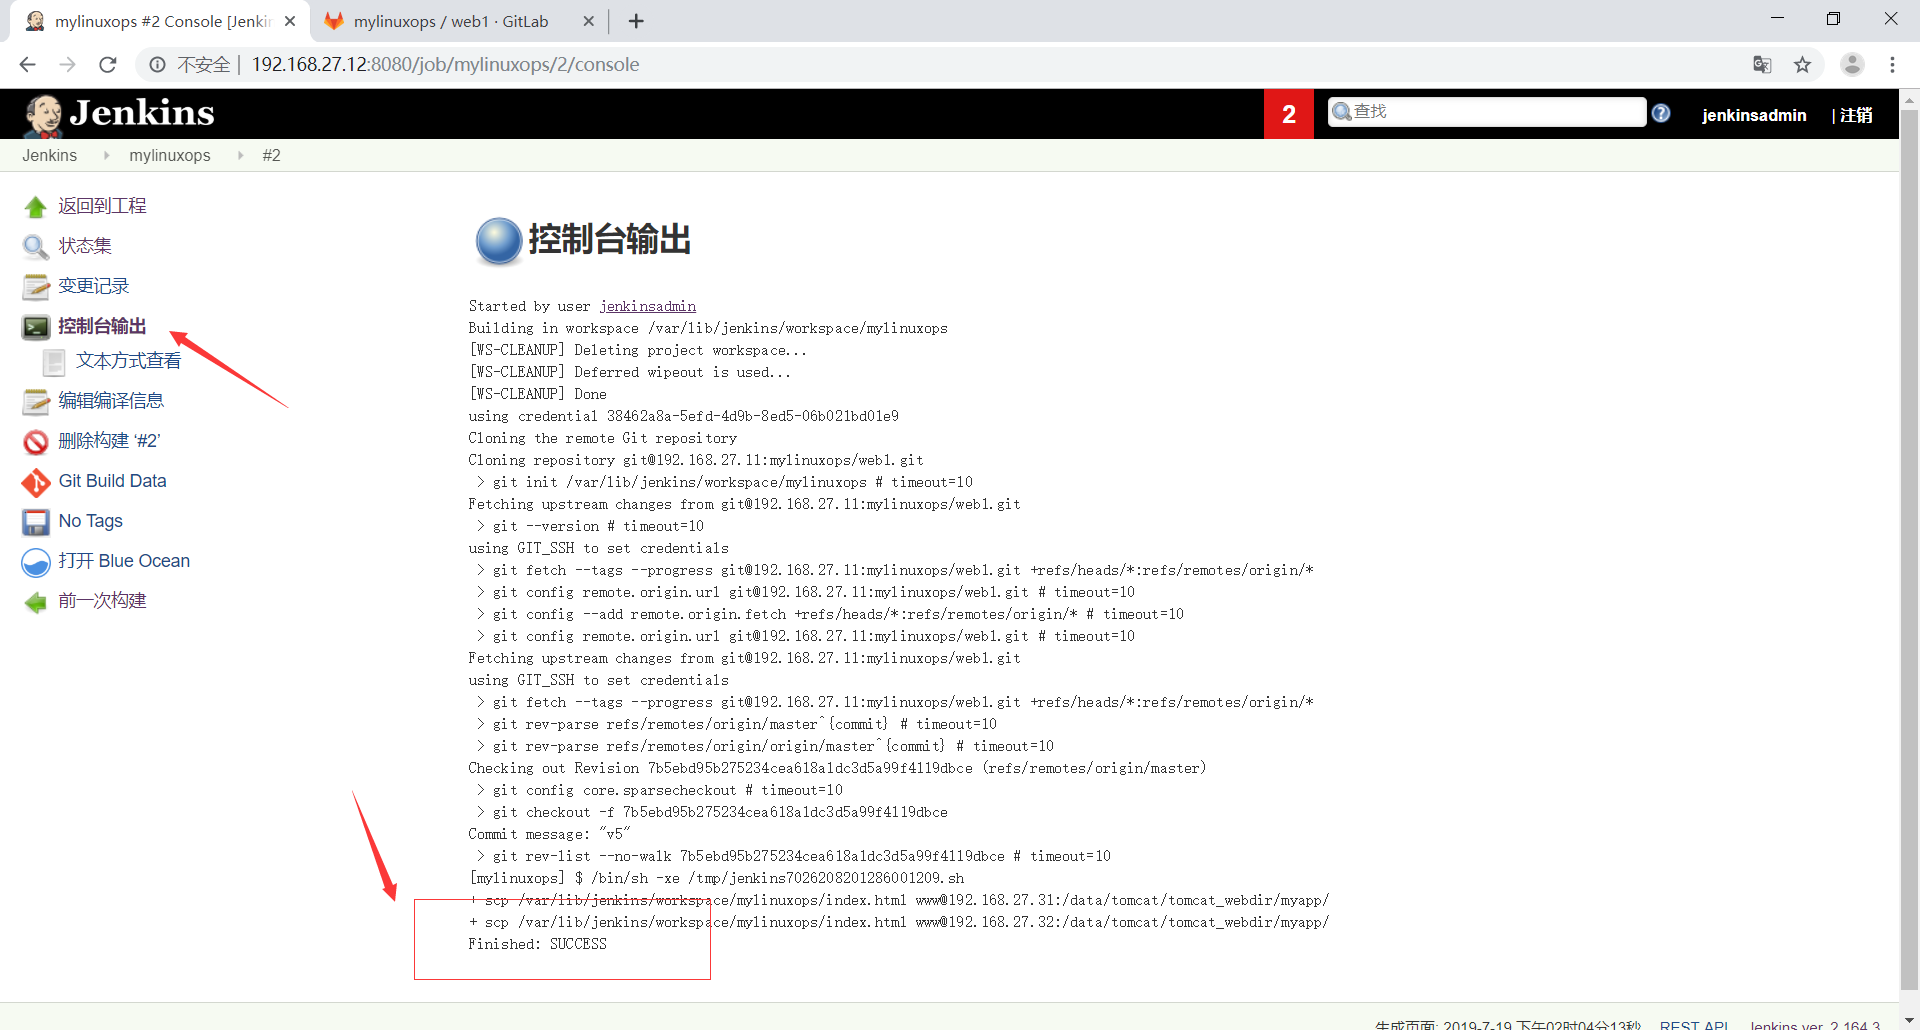 mylinuxops #2 Console [Jenki
mylinuxops / web1 · GitLab
不安全 | 192.168.27.12:8080/job/mylinuxops/2/console
Jenkins
2
查找
jenkinsadmin
| 注销
Jenkins
mylinuxops
#2
返回到工程
状态集
变更记录
控制台输出
文本方式查看
编辑编译信息
删除构建 ‘#2’
Git Build Data
No Tags
打开 Blue Ocean
前一次构建
控制台输出
Started by user jenkinsadmin
Building in workspace /var/lib/jenkins/workspace/mylinuxops
[WS-CLEANUP] Deleting project workspace...
[WS-CLEANUP] Deferred wipeout is used...
[WS-CLEANUP] Done
using credential 38462a8a-5efd-4d9b-8ed5-06b021bd01e9
Cloning the remote Git repository
Cloning repository git@192.168.27.11:mylinuxops/web1.git
 > git init /var/lib/jenkins/workspace/mylinuxops # timeout=10
Fetching upstream changes from git@192.168.27.11:mylinuxops/web1.git
 > git --version # timeout=10
using GIT_SSH to set credentials
 > git fetch --tags --progress git@192.168.27.11:mylinuxops/web1.git +refs/heads/*:refs/remotes/origin/*
 > git config remote.origin.url git@192.168.27.11:mylinuxops/web1.git # timeout=10
 > git config --add remote.origin.fetch +refs/heads/*:refs/remotes/origin/* # timeout=10
 > git config remote.origin.url git@192.168.27.11:mylinuxops/web1.git # timeout=10
Fetching upstream changes from git@192.168.27.11:mylinuxops/web1.git
using GIT_SSH to set credentials
 > git fetch --tags --progress git@192.168.27.11:mylinuxops/web1.git +refs/heads/*:refs/remotes/origin/*
 > git rev-parse refs/remotes/origin/master^{commit} # timeout=10
 > git rev-parse refs/remotes/origin/origin/master^{commit} # timeout=10
Checking out Revision 7b5ebd95b275234cea618a1dc3d5a99f4119dbce (refs/remotes/origin/master)
 > git config core.sparsecheckout # timeout=10
 > git checkout -f 7b5ebd95b275234cea618a1dc3d5a99f4119dbce
Commit message: "v5"
 > git rev-list --no-walk 7b5ebd95b275234cea618a1dc3d5a99f4119dbce # timeout=10
[mylinuxops] $ /bin/sh -xe /tmp/jenkins7026208201286001209.sh
+ scp /var/lib/jenkins/workspace/mylinuxops/index.html www@192.168.27.31:/data/tomcat/tomcat_webdir/myapp/
+ scp /var/lib/jenkins/workspace/mylinuxops/index.html www@192.168.27.32:/data/tomcat/tomcat_webdir/myapp/
Finished: SUCCESS
生成页面: 2019-7-19 下午02时04分13秒
REST API
Jenkins ver. 2.164.3